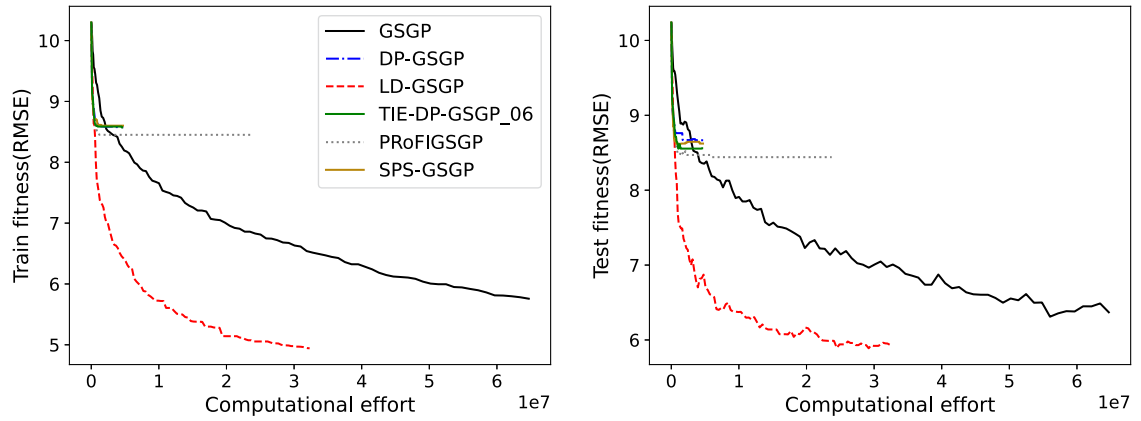 Train fitness(RMSE)
10
9
8
7
6
5
GSGP
DP-GSGP
LD-GSGP
TIE-DP-GSGP_06
PRoFIGSGP
SPS-GSGP
0 1 2 3 4 5 6
Computational effort
1e7
Test fitness(RMSE)
10
9
8
7
6
0 1 2 3 4 5 6
Computational effort
1e7